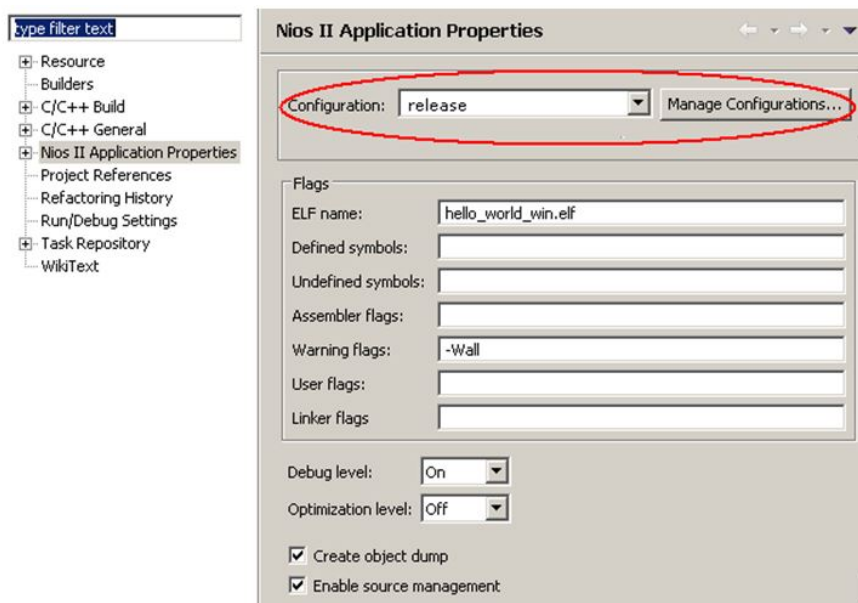 type filter text
Resource
Builders
C/C++ Build
C/C++ General
Nios II Application Properties
Project References
Refactoring History
Run/Debug Settings
Task Repository
WikiText
Nios II Application Properties
Configuration: release Manage Configurations...
Flags
ELF name: hello_world_win.elf
Defined symbols:
Undefined symbols:
Assembler flags:
Warning flags: -Wall
User flags:
Linker flags
Debug level: On
Optimization level: Off
Create object dump
Enable source management